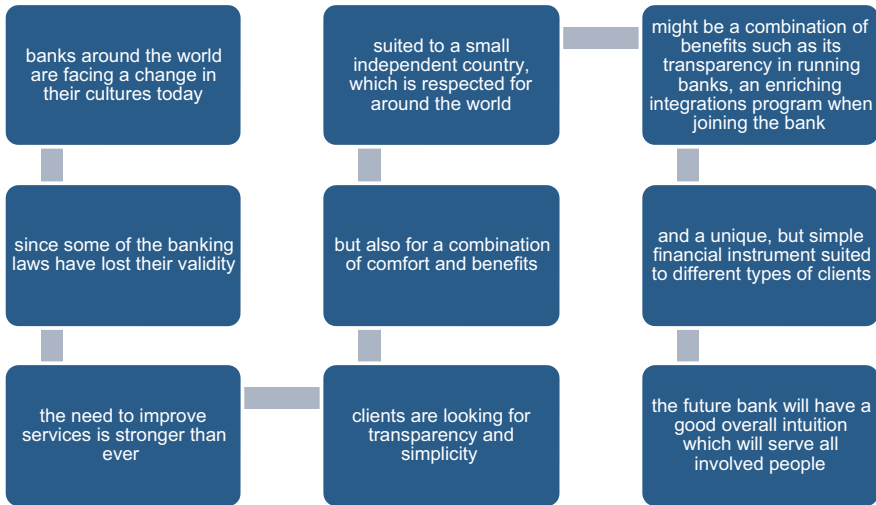 banks around the world
are facing a change in
their cultures today
since some of the banking
laws have lost their validity
the need to improve
services is stronger than
ever
clients are looking for
transparency and
simplicity
but also for a combination
of comfort and benefits
suited to a small
independent country,
which is respected for
around the world
might be a combination of
benefits such as its
transparency in running
banks, an enriching
integrations program when
joining the bank
and a unique, but simple
financial instrument suited
to different types of clients
the future bank will have a
good overall intuition
which will serve all
involved people